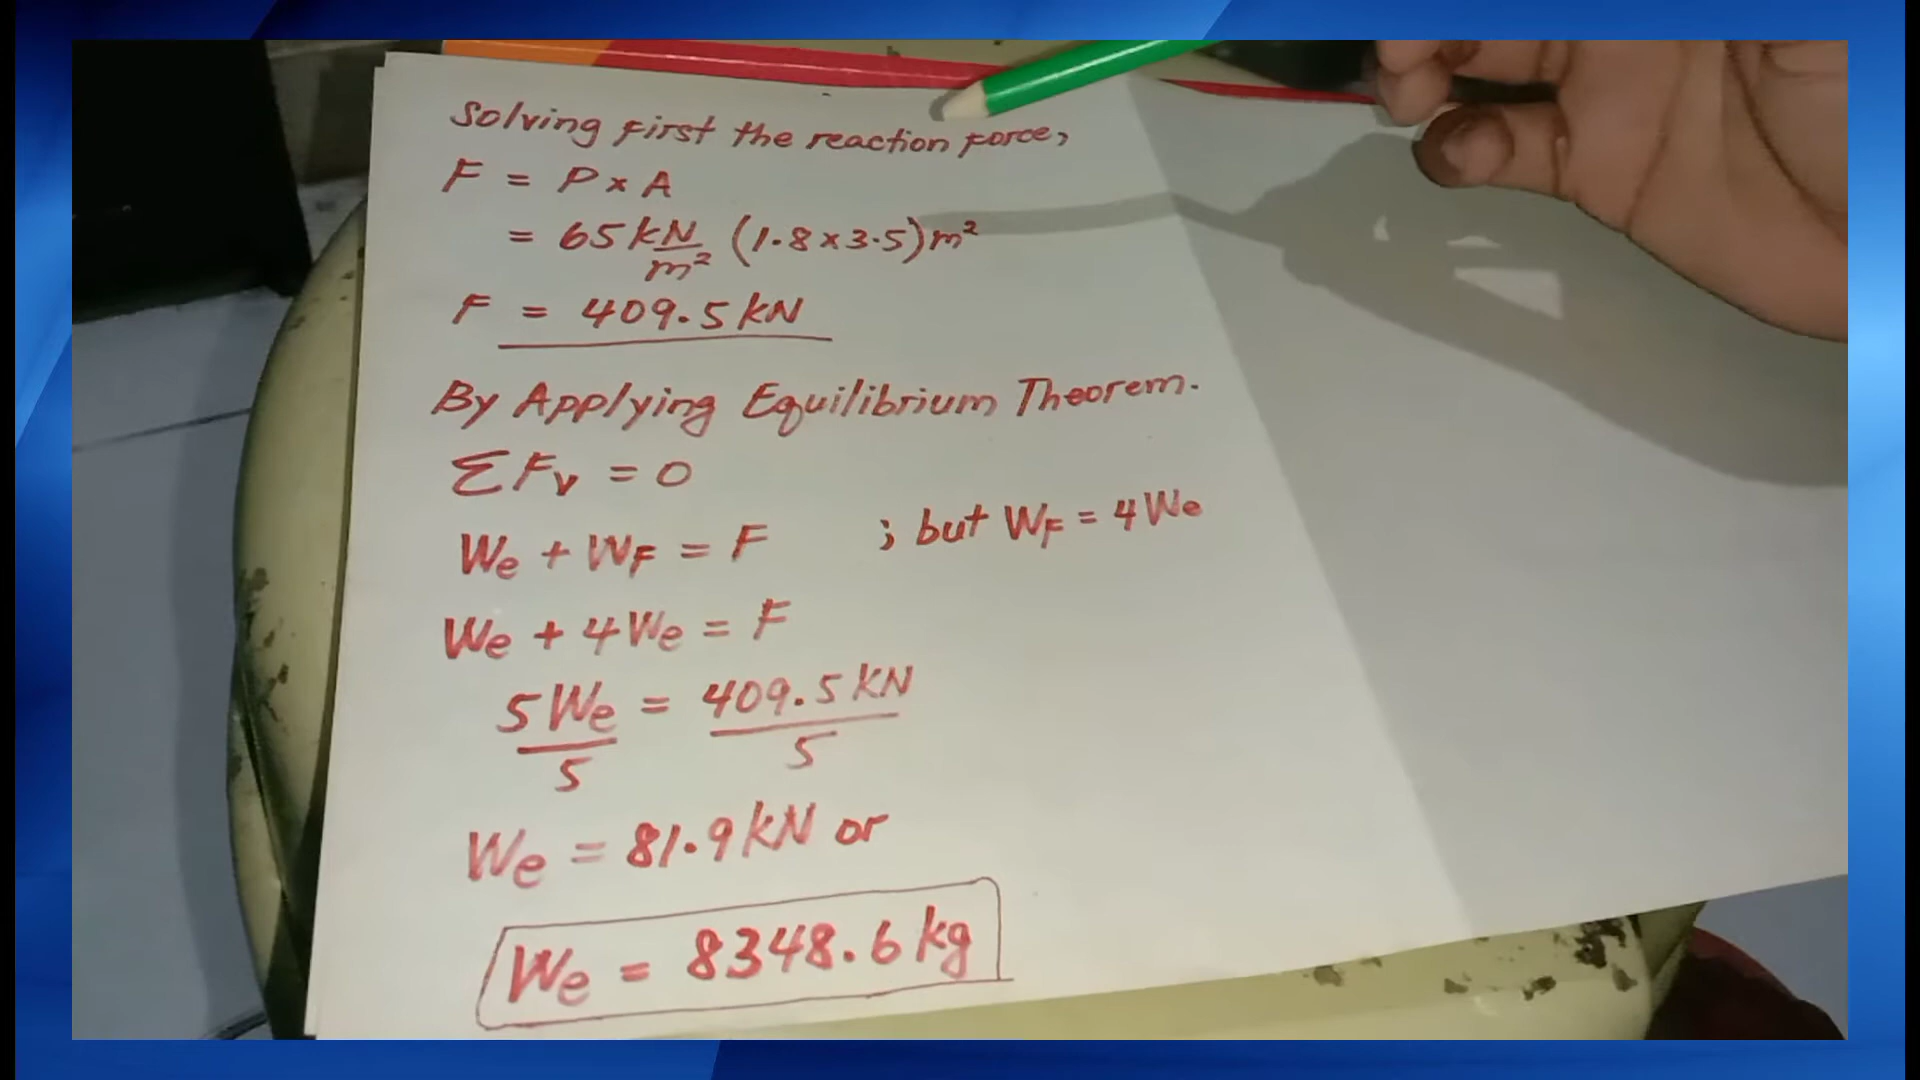 Solving first the reaction force,
F = P x A
= 65 kN/m² (1.8 x 3.5) m²
F = 409.5 kN
By Applying Equilibrium Theorem.
ΣFv = 0
We + WF = F ; but WF = 4We
We + 4We = F
5We/5 = 409.5 kN/5
We = 81.9 kN or
We = 8348.6 kg